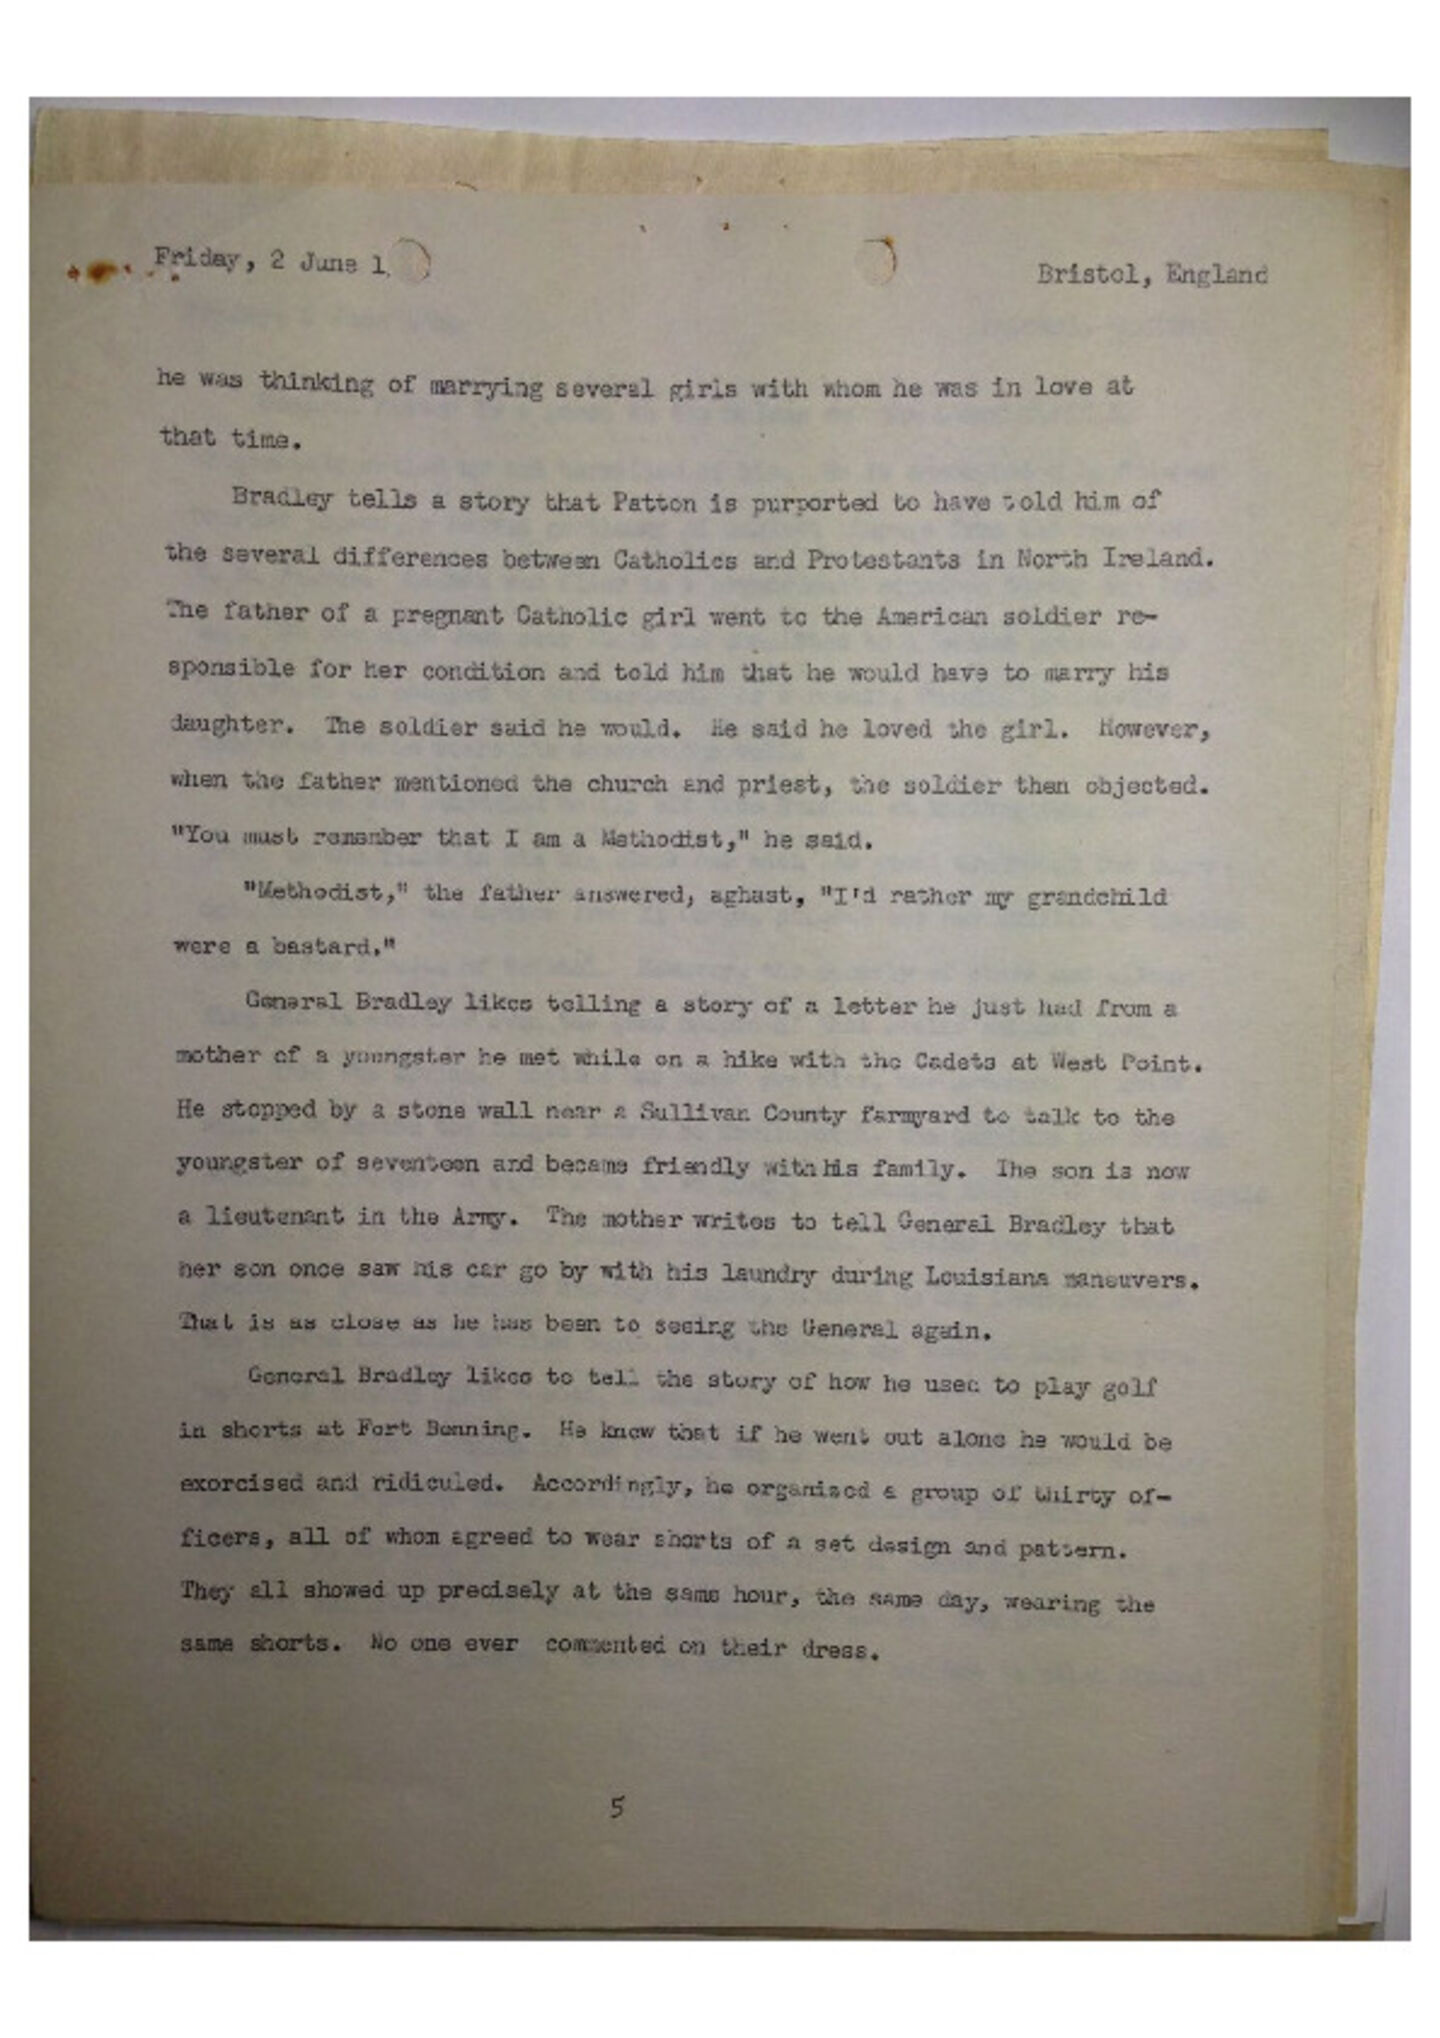 Friday, 2 June 1
Bristol, England
he was thinking of marrying several girls with whom he was in love at
that time.
Bradley tells a story that Patton is purported to have told him of
the several differences between Catholics and Protestants in North Ireland.
The father of a pregnant Catholic girl went to the American soldier re-
sponsible for her condition and told him that he would have to marry his
daughter. The soldier said he would. He said he loved the girl. However,
when the father mentioned the church and priest, the soldier then objected.
"You must remember that I am a Methodist," he said.
"Methodist," the father answered, aghast, "I'd rather my grandchild
were a bastard."
General Bradley likes telling a story of a letter he just had from a
mother of a youngster he met while on a hike with the Cadets at West Point.
He stopped by a stone wall near a Sullivan County farmyard to talk to the
youngster of seventeen and became friendly with his family. The son is now
a lieutenant in the Army. The mother writes to tell General Bradley that
her son once saw his car go by with his laundry during Louisiana maneuvers.
That is as close as he has been to seeing the General again.
General Bradley likes to tell the story of how he used to play golf
in shorts at Fort Benning. He knew that if he went out alone he would be
exorcised and ridiculed. Accordingly, he organized a group of thirty of-
ficers, all of whom agreed to wear shorts of a set design and pattern.
They all showed up precisely at the same hour, the same day, wearing the
same shorts. No one ever commented on their dress.
5